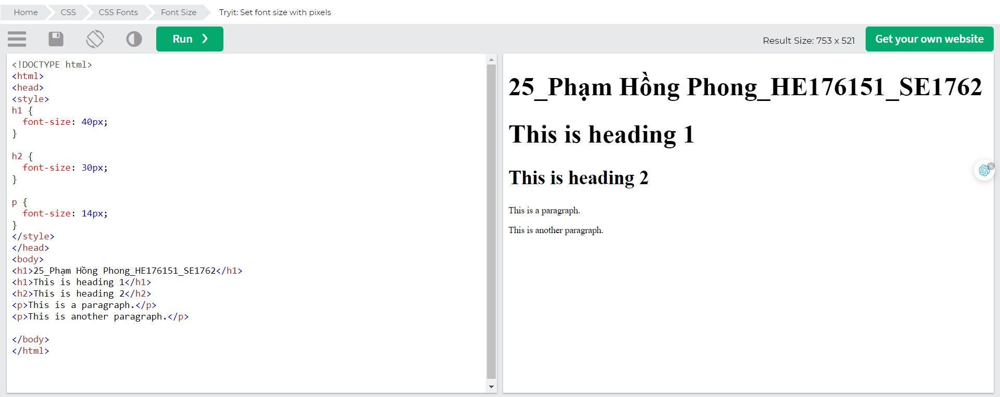 Home CSS CSS Fonts Font Size Tryit: Set font size with pixels
Run ❯ Result Size: 753 x 521 Get your own website
<!DOCTYPE html>
<html>
<head>
<style>
h1 {
  font-size: 40px;
}

h2 {
  font-size: 30px;
}

p {
  font-size: 14px;
}
</style>
</head>
<body>
<h1>25_Phạm Hồng Phong_HE176151_SE1762</h1>
<h1>This is heading 1</h1>
<h2>This is heading 2</h2>
<p>This is a paragraph.</p>
<p>This is another paragraph.</p>

</body>
</html>
25_Phạm Hồng Phong_HE176151_SE1762
This is heading 1
This is heading 2
This is a paragraph.
This is another paragraph.